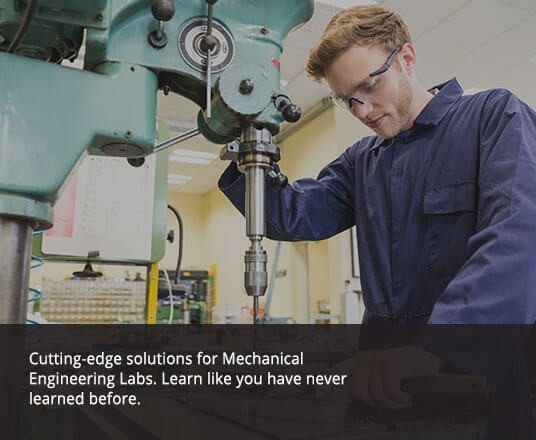 Cutting-edge solutions for Mechanical
Engineering Labs. Learn like you have never
learned before.